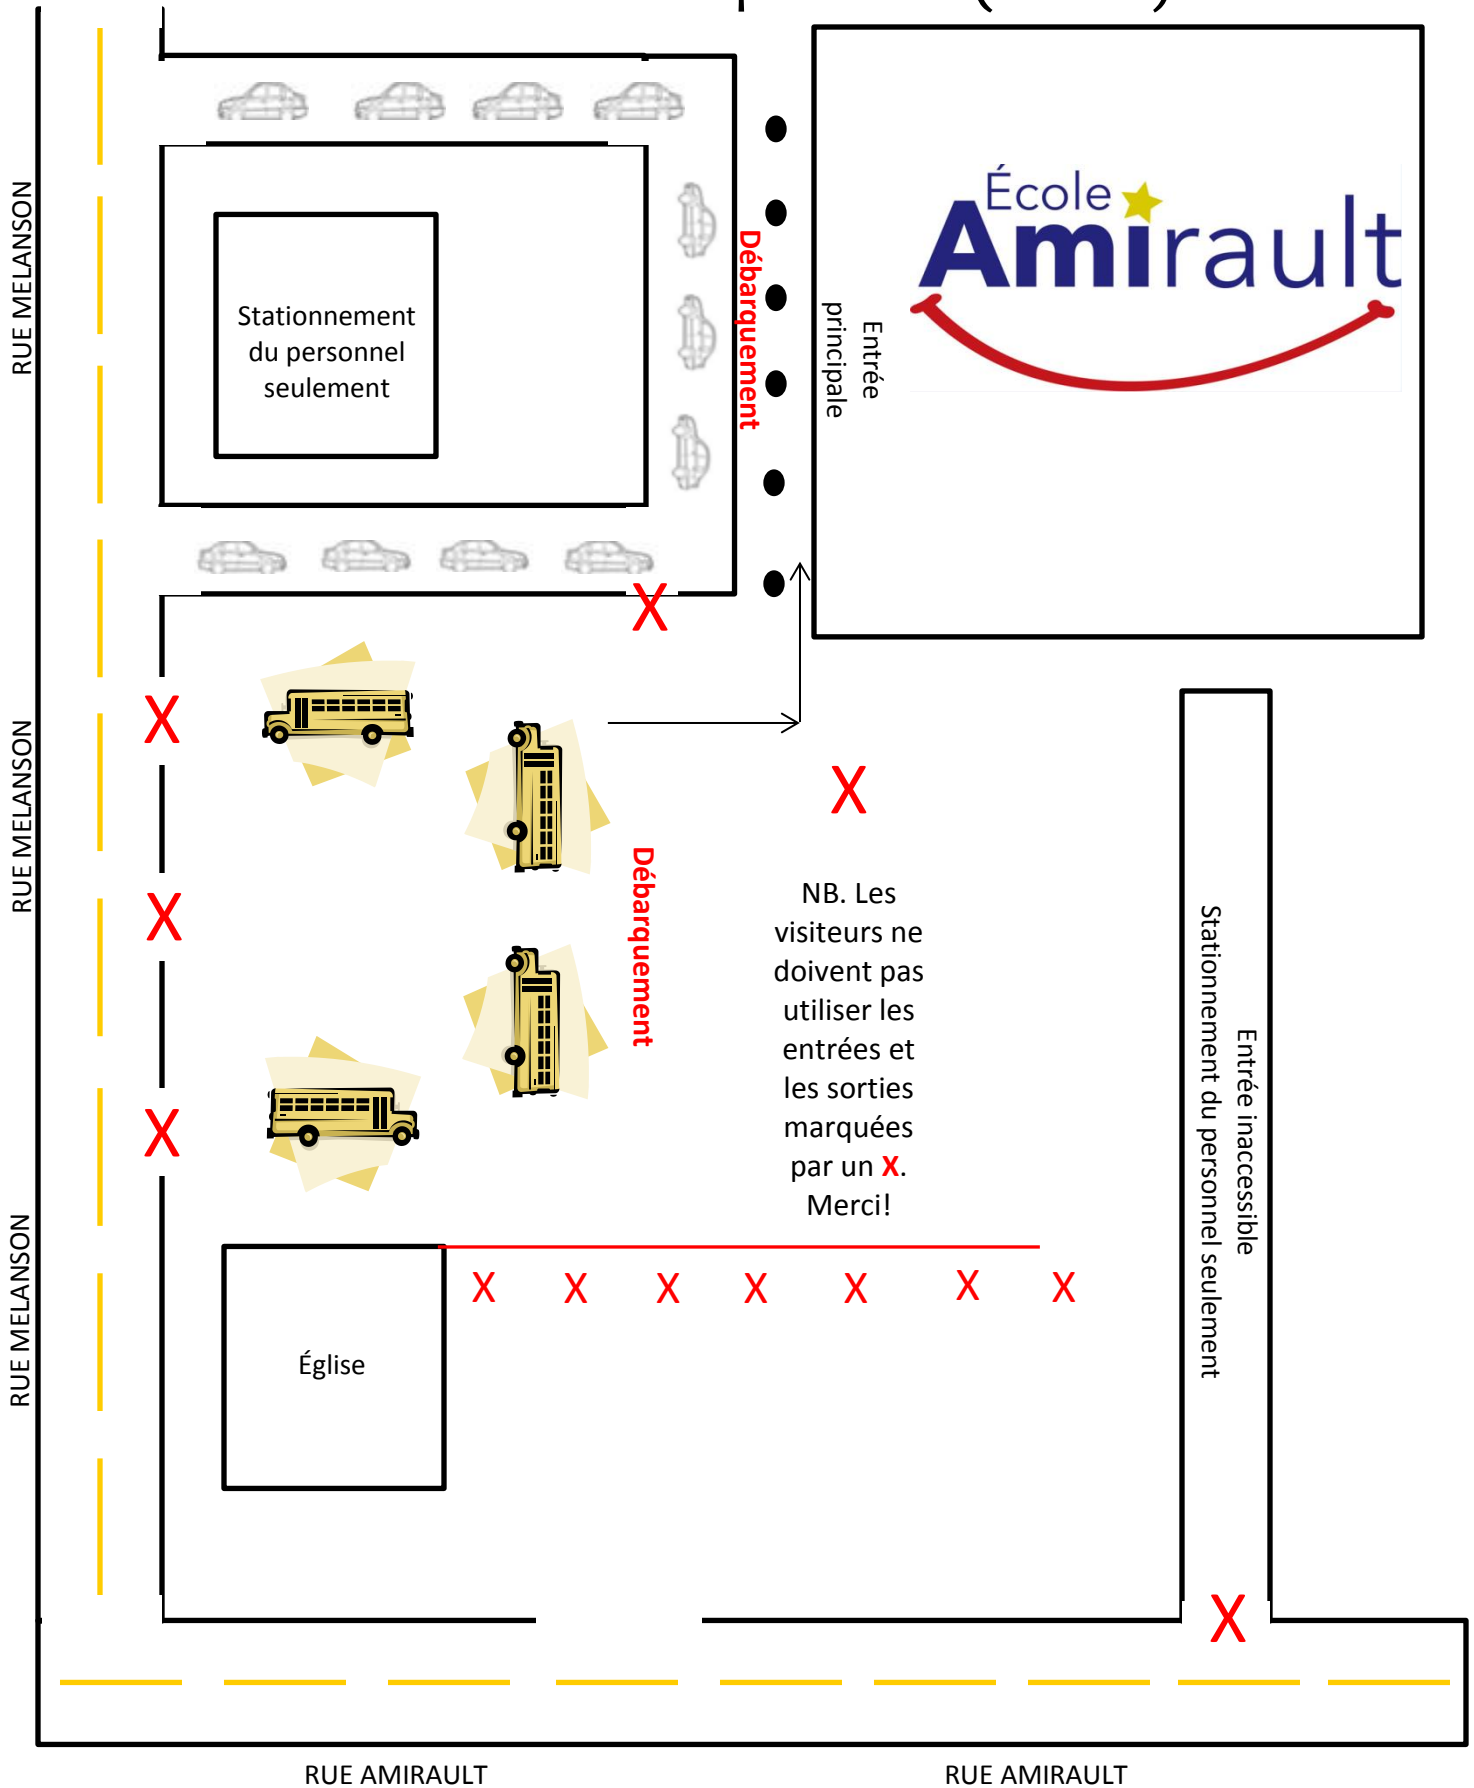 RUE MELANSON
Stationnement
du personnel
seulement
Débarquement
Entrée
principale
École
Amirault
X
X
RUE MELANSON
X
X
Débarquement
NB. Les
visiteurs ne
doivent pas
utiliser les
entrées et
les sorties
marquées
par un X.
Merci!
X
Entrée inaccessible
Stationnement du personnel seulement
RUE MELANSON
X X X X X X X
Église
X
RUE AMIRAULT
RUE AMIRAULT